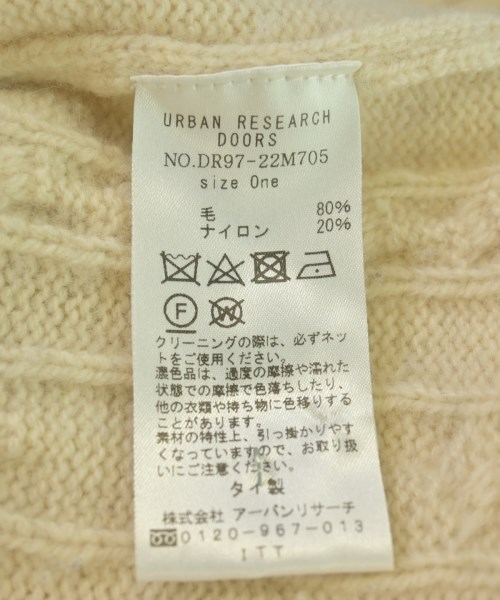 URBAN RESEARCH
DOORS
NO.DR97-22M705
size One
毛 80%
ナイロン 20%
F W
クリーニングの際は、必ずネッ
トをご使用ください。
濃色品は、過度の摩擦や濡れた
状態での摩擦で色落ちしたり、
他の衣類や持ち物に色移りする
ことがあります。
素材の特性上、引っ掛かりやす
くなっていますので、お取り扱
いにご注意ください。
タイ製
株式会社 アーバンリサーチ
0120-967-013
ITT